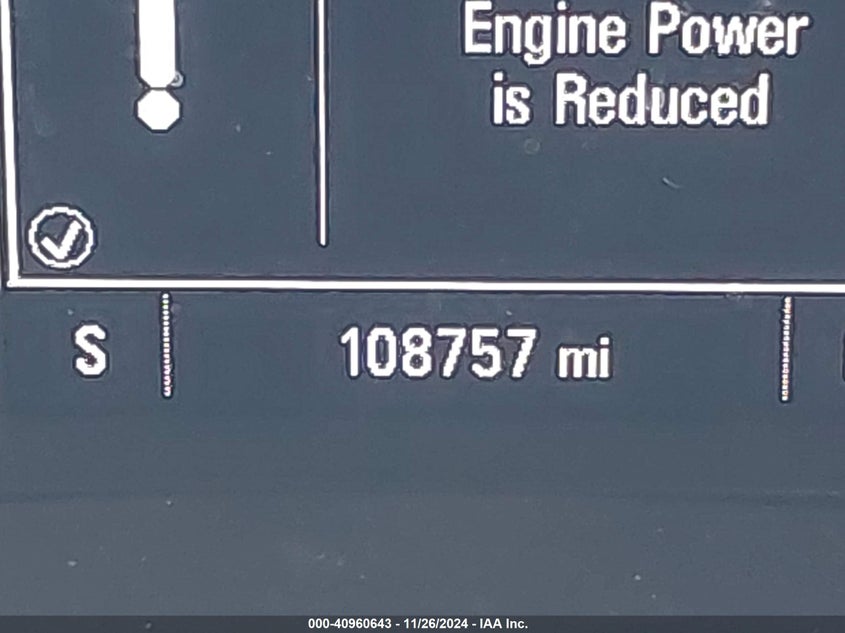 Engine Power
is Reduced
S
108757 mi
000-40960643 - 11/26/2024 - IAA Inc.